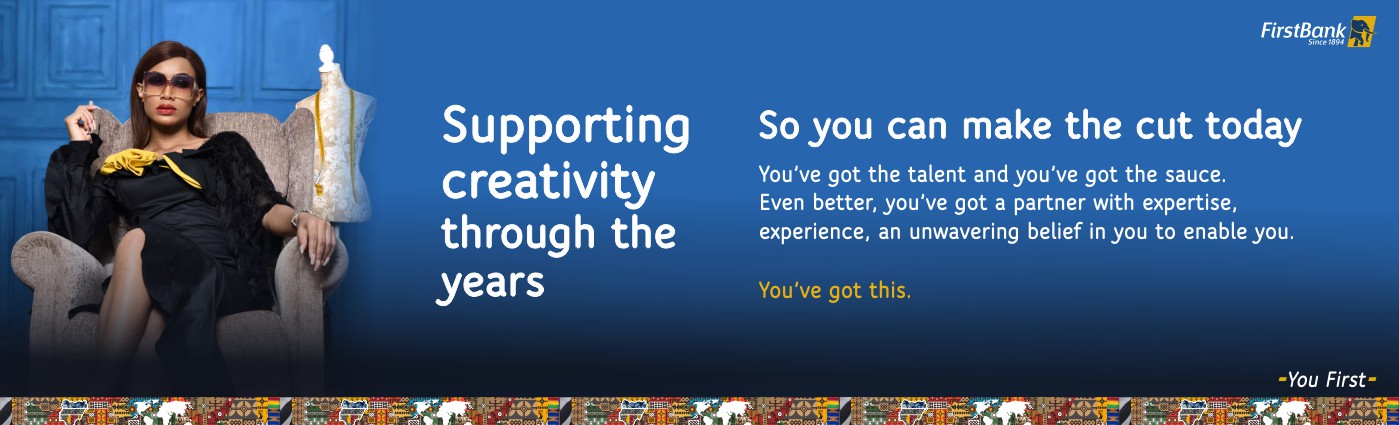 FirstBank
Since 1894
Supporting
creativity
through the
years
So you can make the cut today
You've got the talent and you've got the sauce.
Even better, you've got a partner with expertise,
experience, an unwavering belief in you to enable you.
You've got this.
-You First-